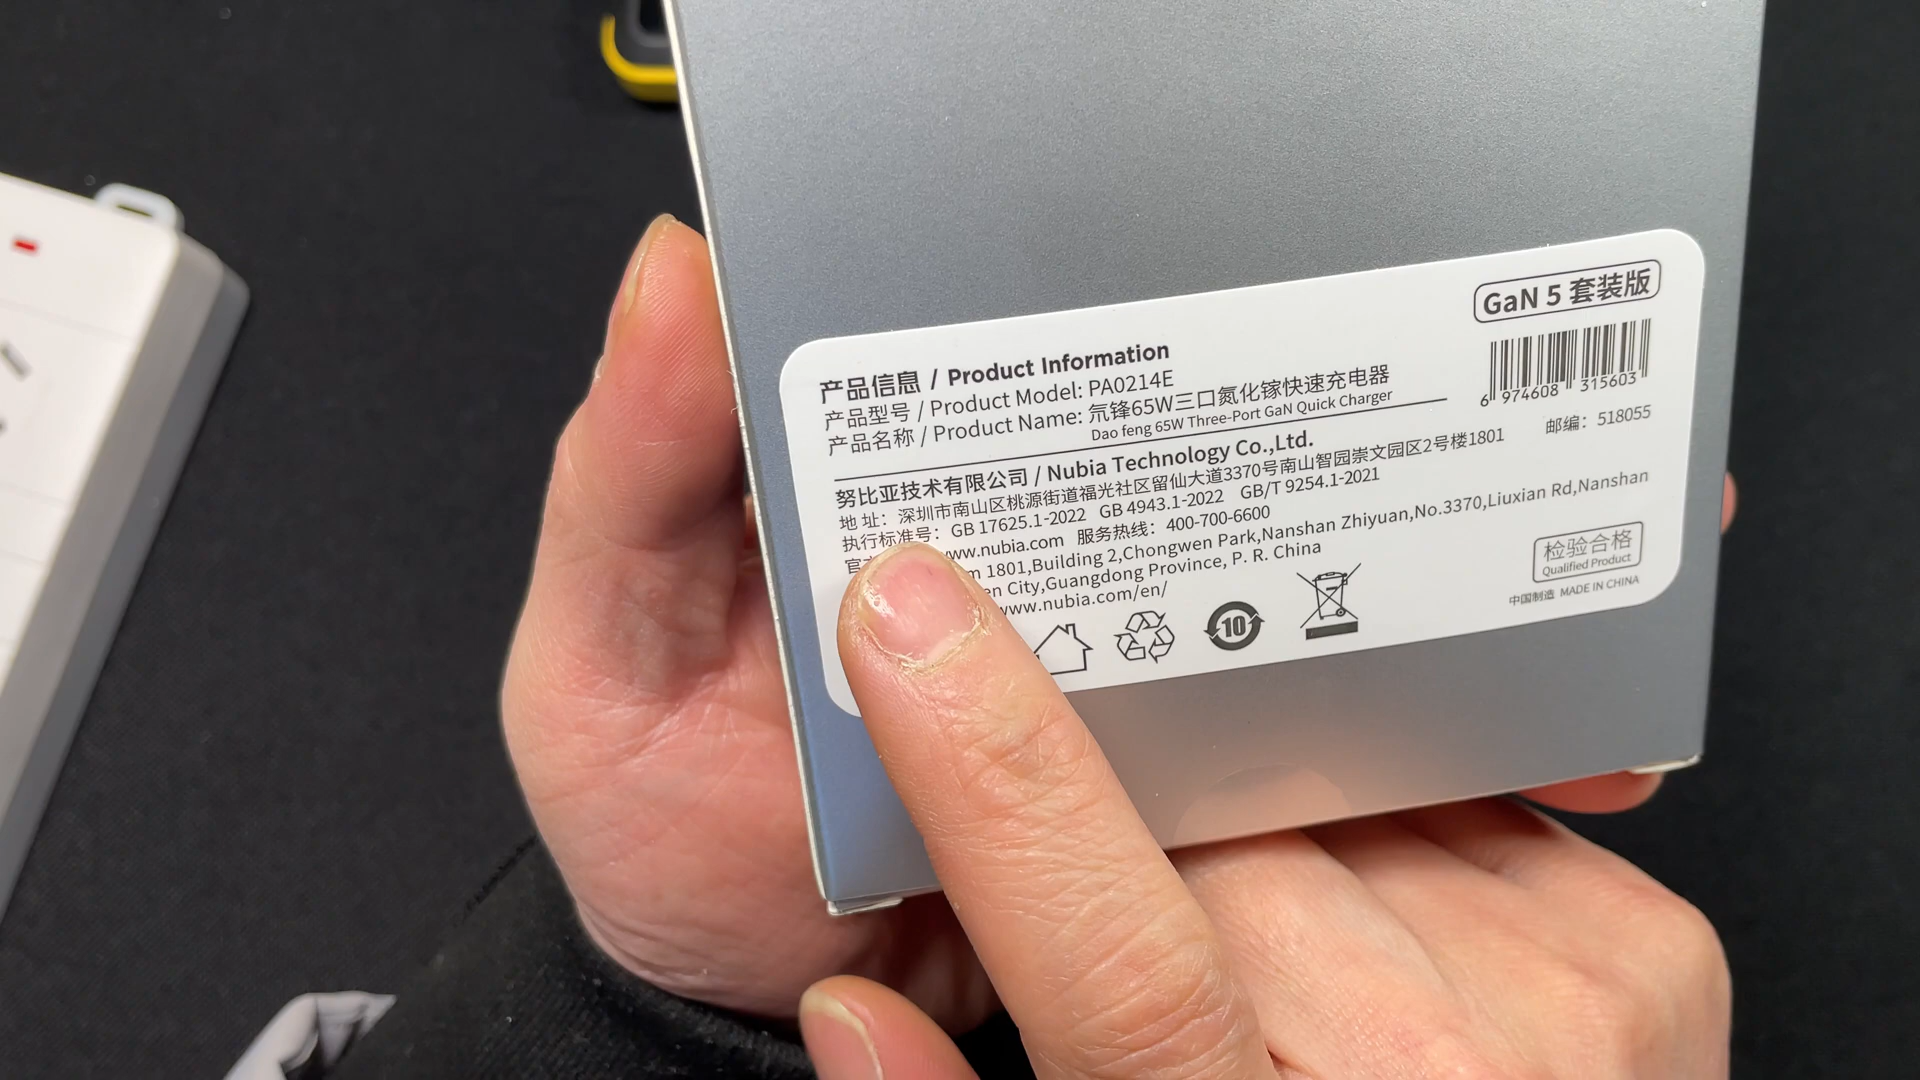 GaN 5 套装版
产品信息 / Product Information
产品型号 / Product Model: PA0214E
产品名称 / Product Name: 氘锋65W三口氮化镓快速充电器
Dao feng 65W Three-Port GaN Quick Charger
6 974608 315603
努比亚技术有限公司 / Nubia Technology Co.,Ltd.
地 址：深圳市南山区桃源街道福光社区留仙大道3370号南山智园崇文园区2号楼1801 邮编：518055
执行标准号：GB 17625.1-2022 GB 4943.1-2022 GB/T 9254.1-2021
www.nubia.com 服务热线：400-700-6600
1801,Building 2,Chongwen Park,Nanshan Zhiyuan,No.3370,Liuxian Rd,Nanshan
City,Guangdong Province, P. R. China
www.nubia.com/en/
10
检验合格
Qualified Product
中国制造 MADE IN CHINA